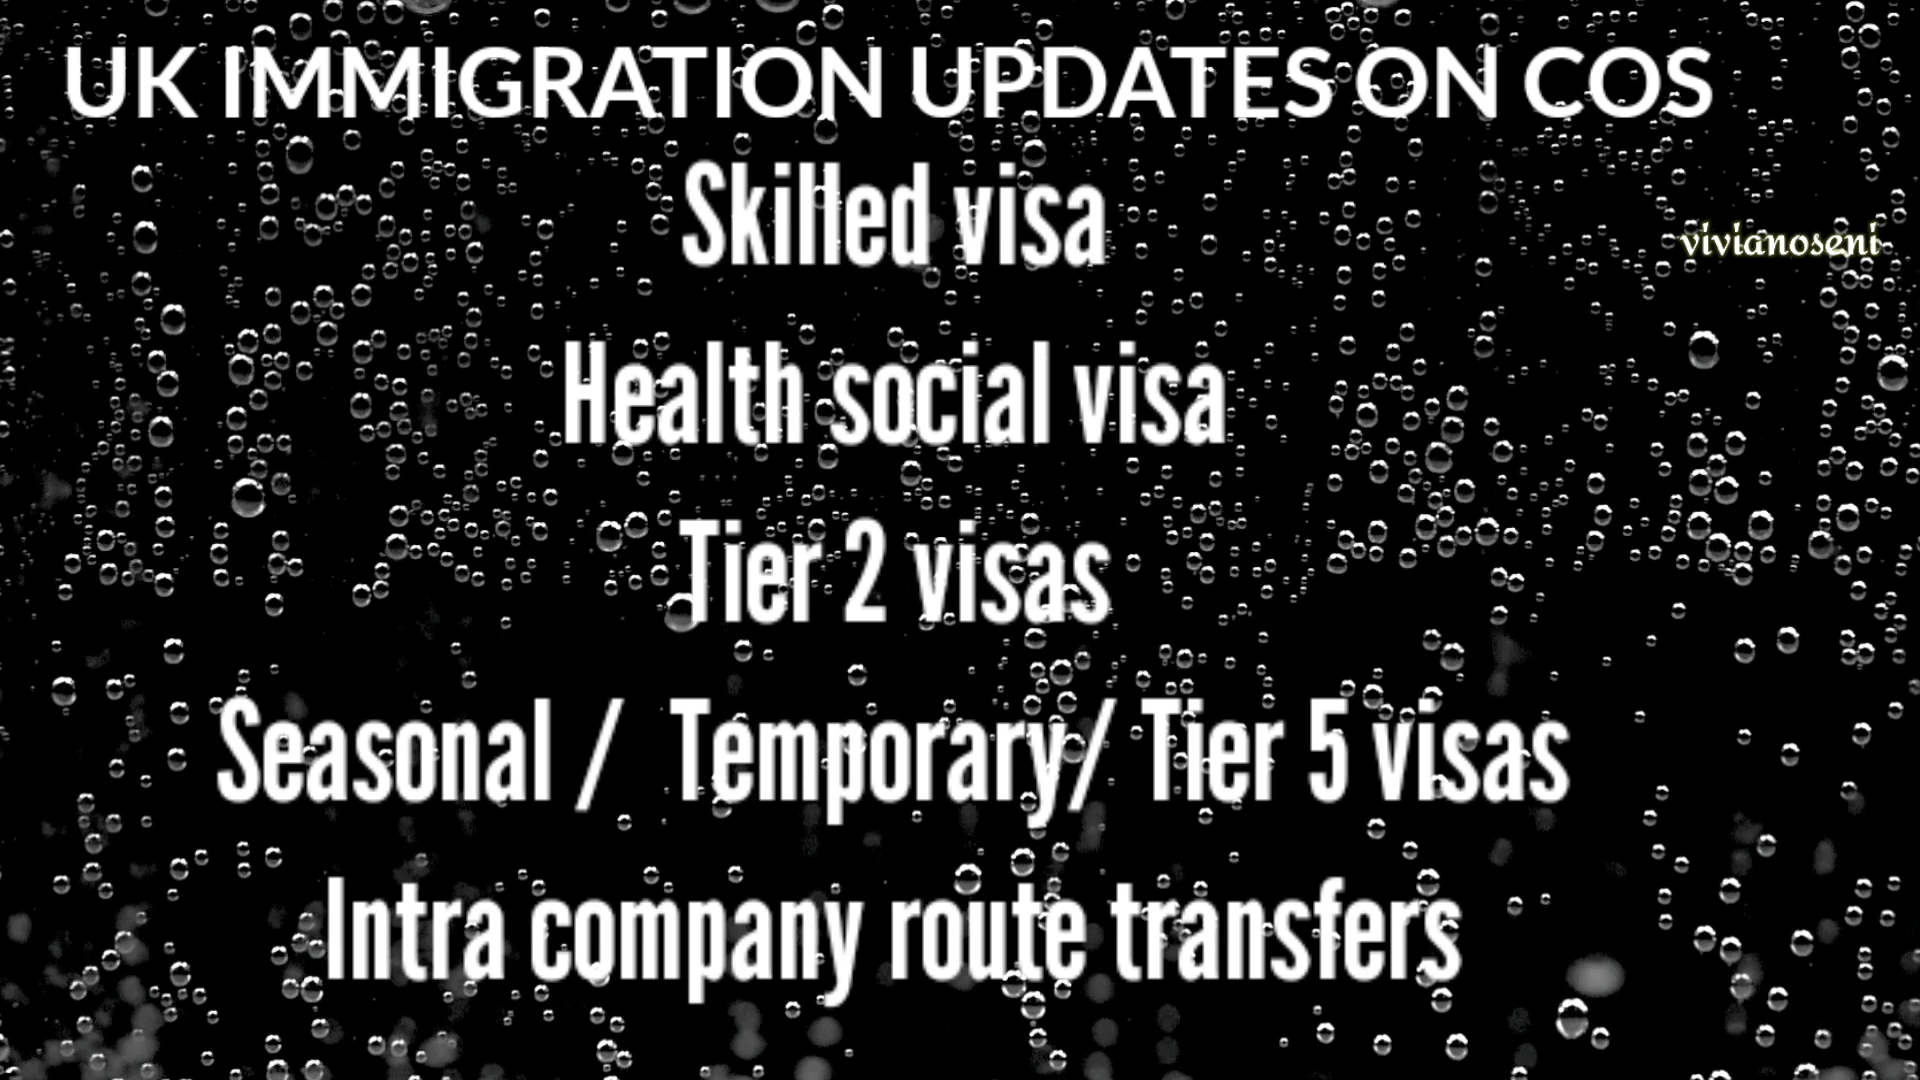 UK IMMIGRATION UPDATES ON COS
Skilled visa
vivianoseni
Health social visa
Tier 2 visas
Seasonal / Temporary/ Tier 5 visas
Intra company route transfers